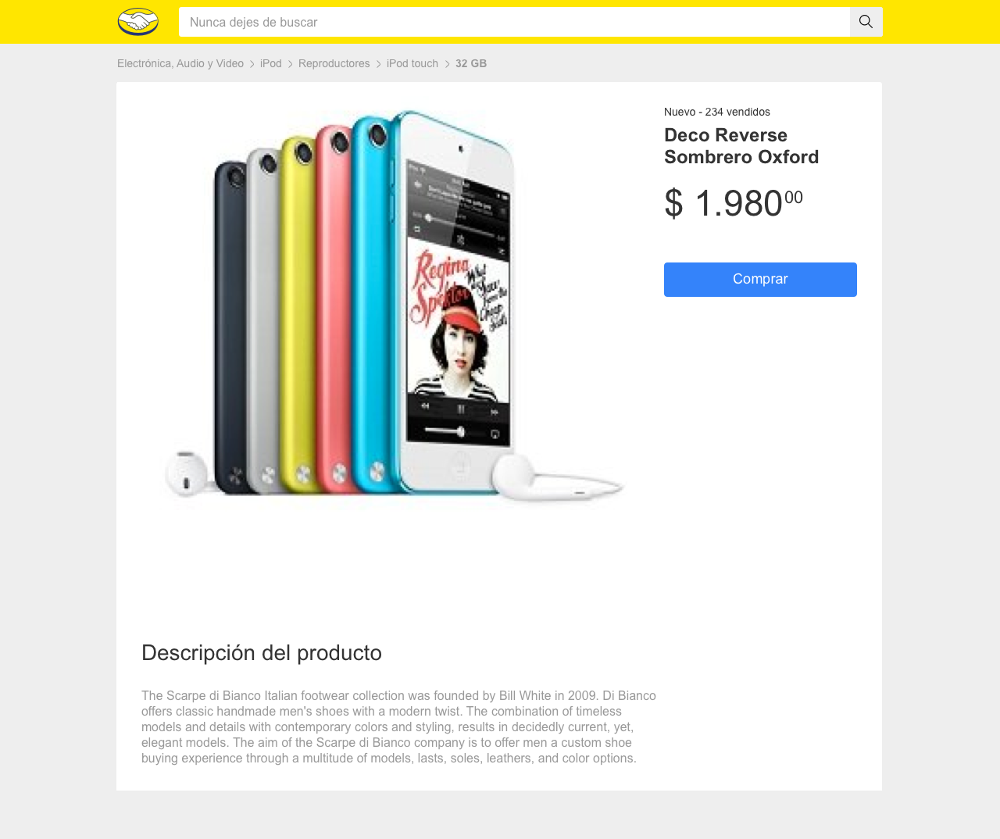 Nunca dejes de buscar
Electrónica, Audio y Video > iPod > Reproductores > iPod touch > 32 GB
Nuevo - 234 vendidos
Deco Reverse
Sombrero Oxford
$ 1.98000
Comprar
Regina
Spektor
What
we
Saw
from the
Cheap
Seats
Descripción del producto
The Scarpe di Bianco Italian footwear collection was founded by Bill White in 2009. Di Bianco
offers classic handmade men's shoes with a modern twist. The combination of timeless
models and details with contemporary colors and styling, results in decidedly current, yet,
elegant models. The aim of the Scarpe di Bianco company is to offer men a custom shoe
buying experience through a multitude of models, lasts, soles, leathers, and color options.